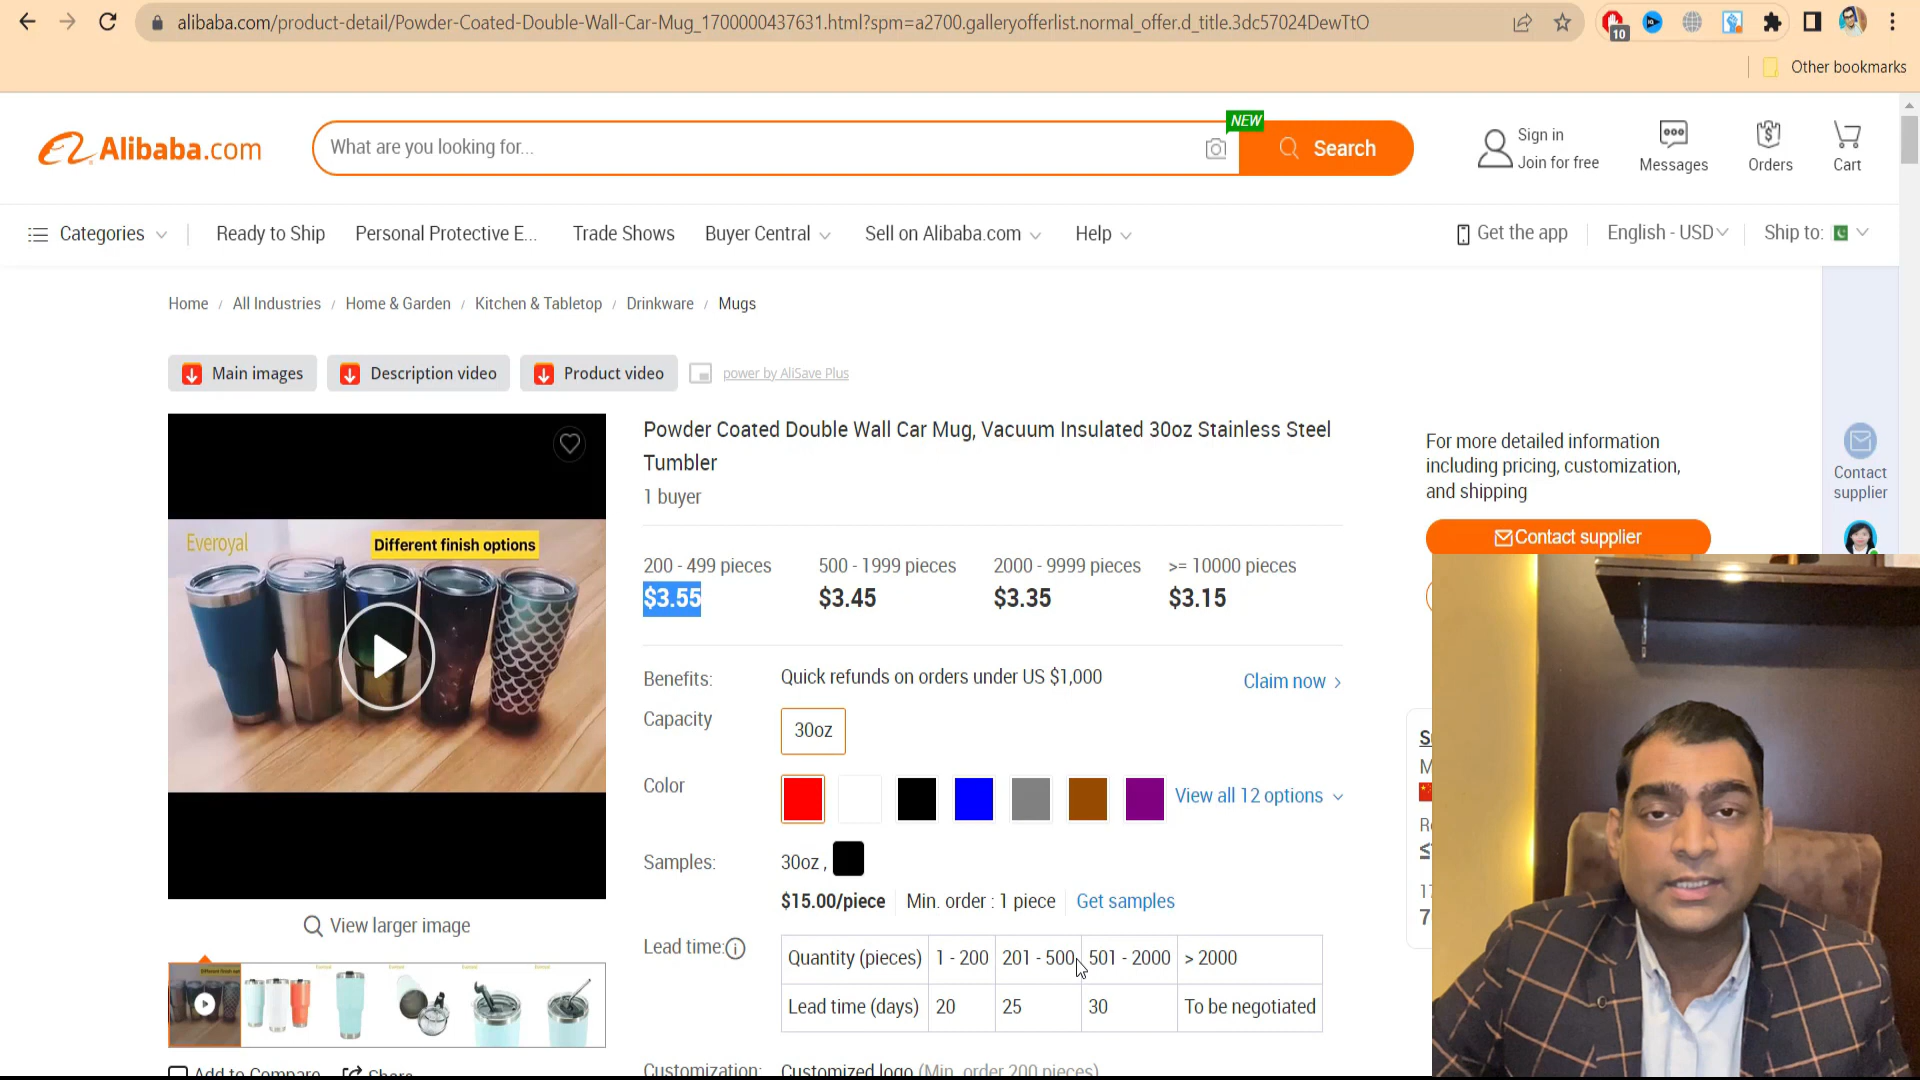 alibaba.com/product-detail/Powder-Coated-Double-Wall-Car-Mug_1700000437631.html?spm=a2700.galleryofferlist.normal_offer.d_title.3dc57024DewTtO
10
Other bookmarks
Alibaba.com
What are you looking for...
NEW
Search
Sign in
Join for free
Messages
Orders
Cart
Categories
Ready to Ship
Personal Protective E...
Trade Shows
Buyer Central
Sell on Alibaba.com
Help
Get the app
English - USD
Ship to:
Home / All Industries / Home & Garden / Kitchen & Tabletop / Drinkware / Mugs
Main images
Description video
Product video
power by AliSave Plus
Everoyal
Different finish options
View larger image
Add to Compare
Share
Powder Coated Double Wall Car Mug, Vacuum Insulated 30oz Stainless Steel
Tumbler
1 buyer
200 - 499 pieces
$3.55
500 - 1999 pieces
$3.45
2000 - 9999 pieces
$3.35
>= 10000 pieces
$3.15
Benefits:
Quick refunds on orders under US $1,000
Claim now
Capacity
30oz
Color
View all 12 options
Samples:
30oz ,
$15.00/piece
Min. order : 1 piece
Get samples
Lead time:
Quantity (pieces) 1 - 200 201 - 500 501 - 2000 > 2000
Lead time (days) 20 25 30 To be negotiated
Customization:
Customized logo (Min. order 200 pieces)
For more detailed information
including pricing, customization,
and shipping
Contact supplier
Contact
supplier